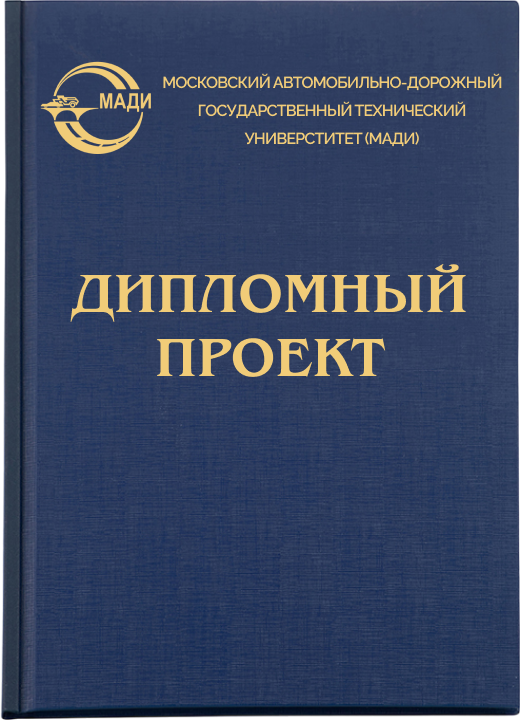 МАДИ
МОСКОВСКИЙ АВТОМОБИЛЬНО-ДОРОЖНЫЙ
ГОСУДАРСТВЕННЫЙ ТЕХНИЧЕСКИЙ
УНИВЕРСТИТЕТ (МАДИ)
ДИПЛОМНЫЙ
ПРОЕКТ